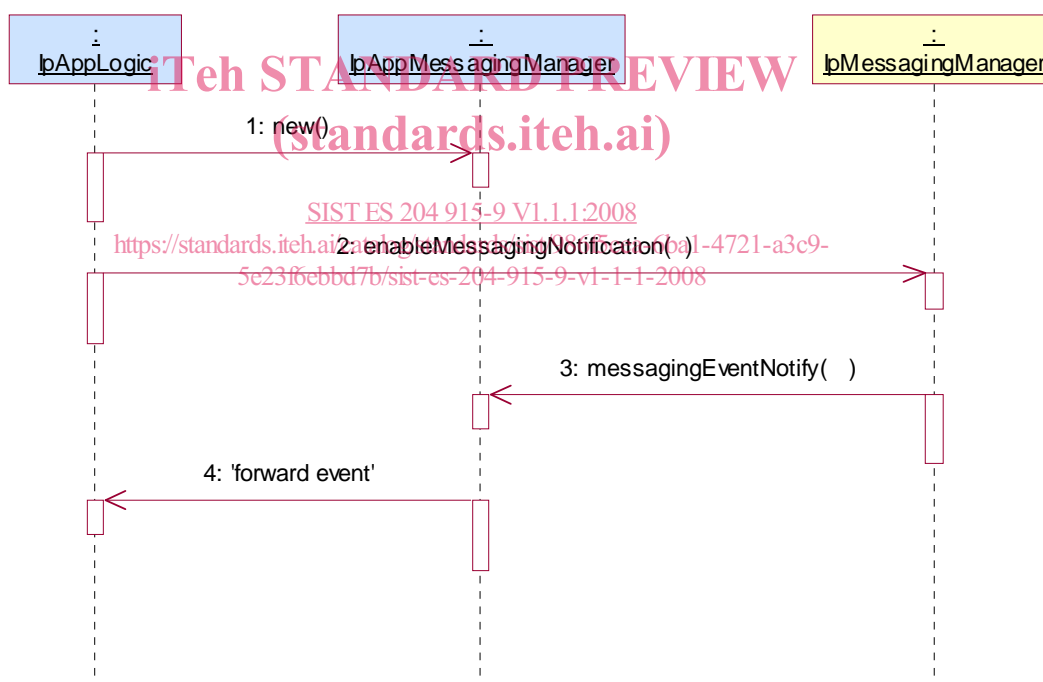 :
IpAppLogic
:
IpAppMessagingManager
:
IpMessagingManager
iTeh STANDARD PREVIEW
(standards.iteh.ai)
1: new()
SIST ES 204 915-9 V1.1.1:2008
2: enableMessagingNotification( )
5e23f6ebbd7b/sist-es-204-915-9-v1-1-1-2008
3: messagingEventNotify( )
4: 'forward event'